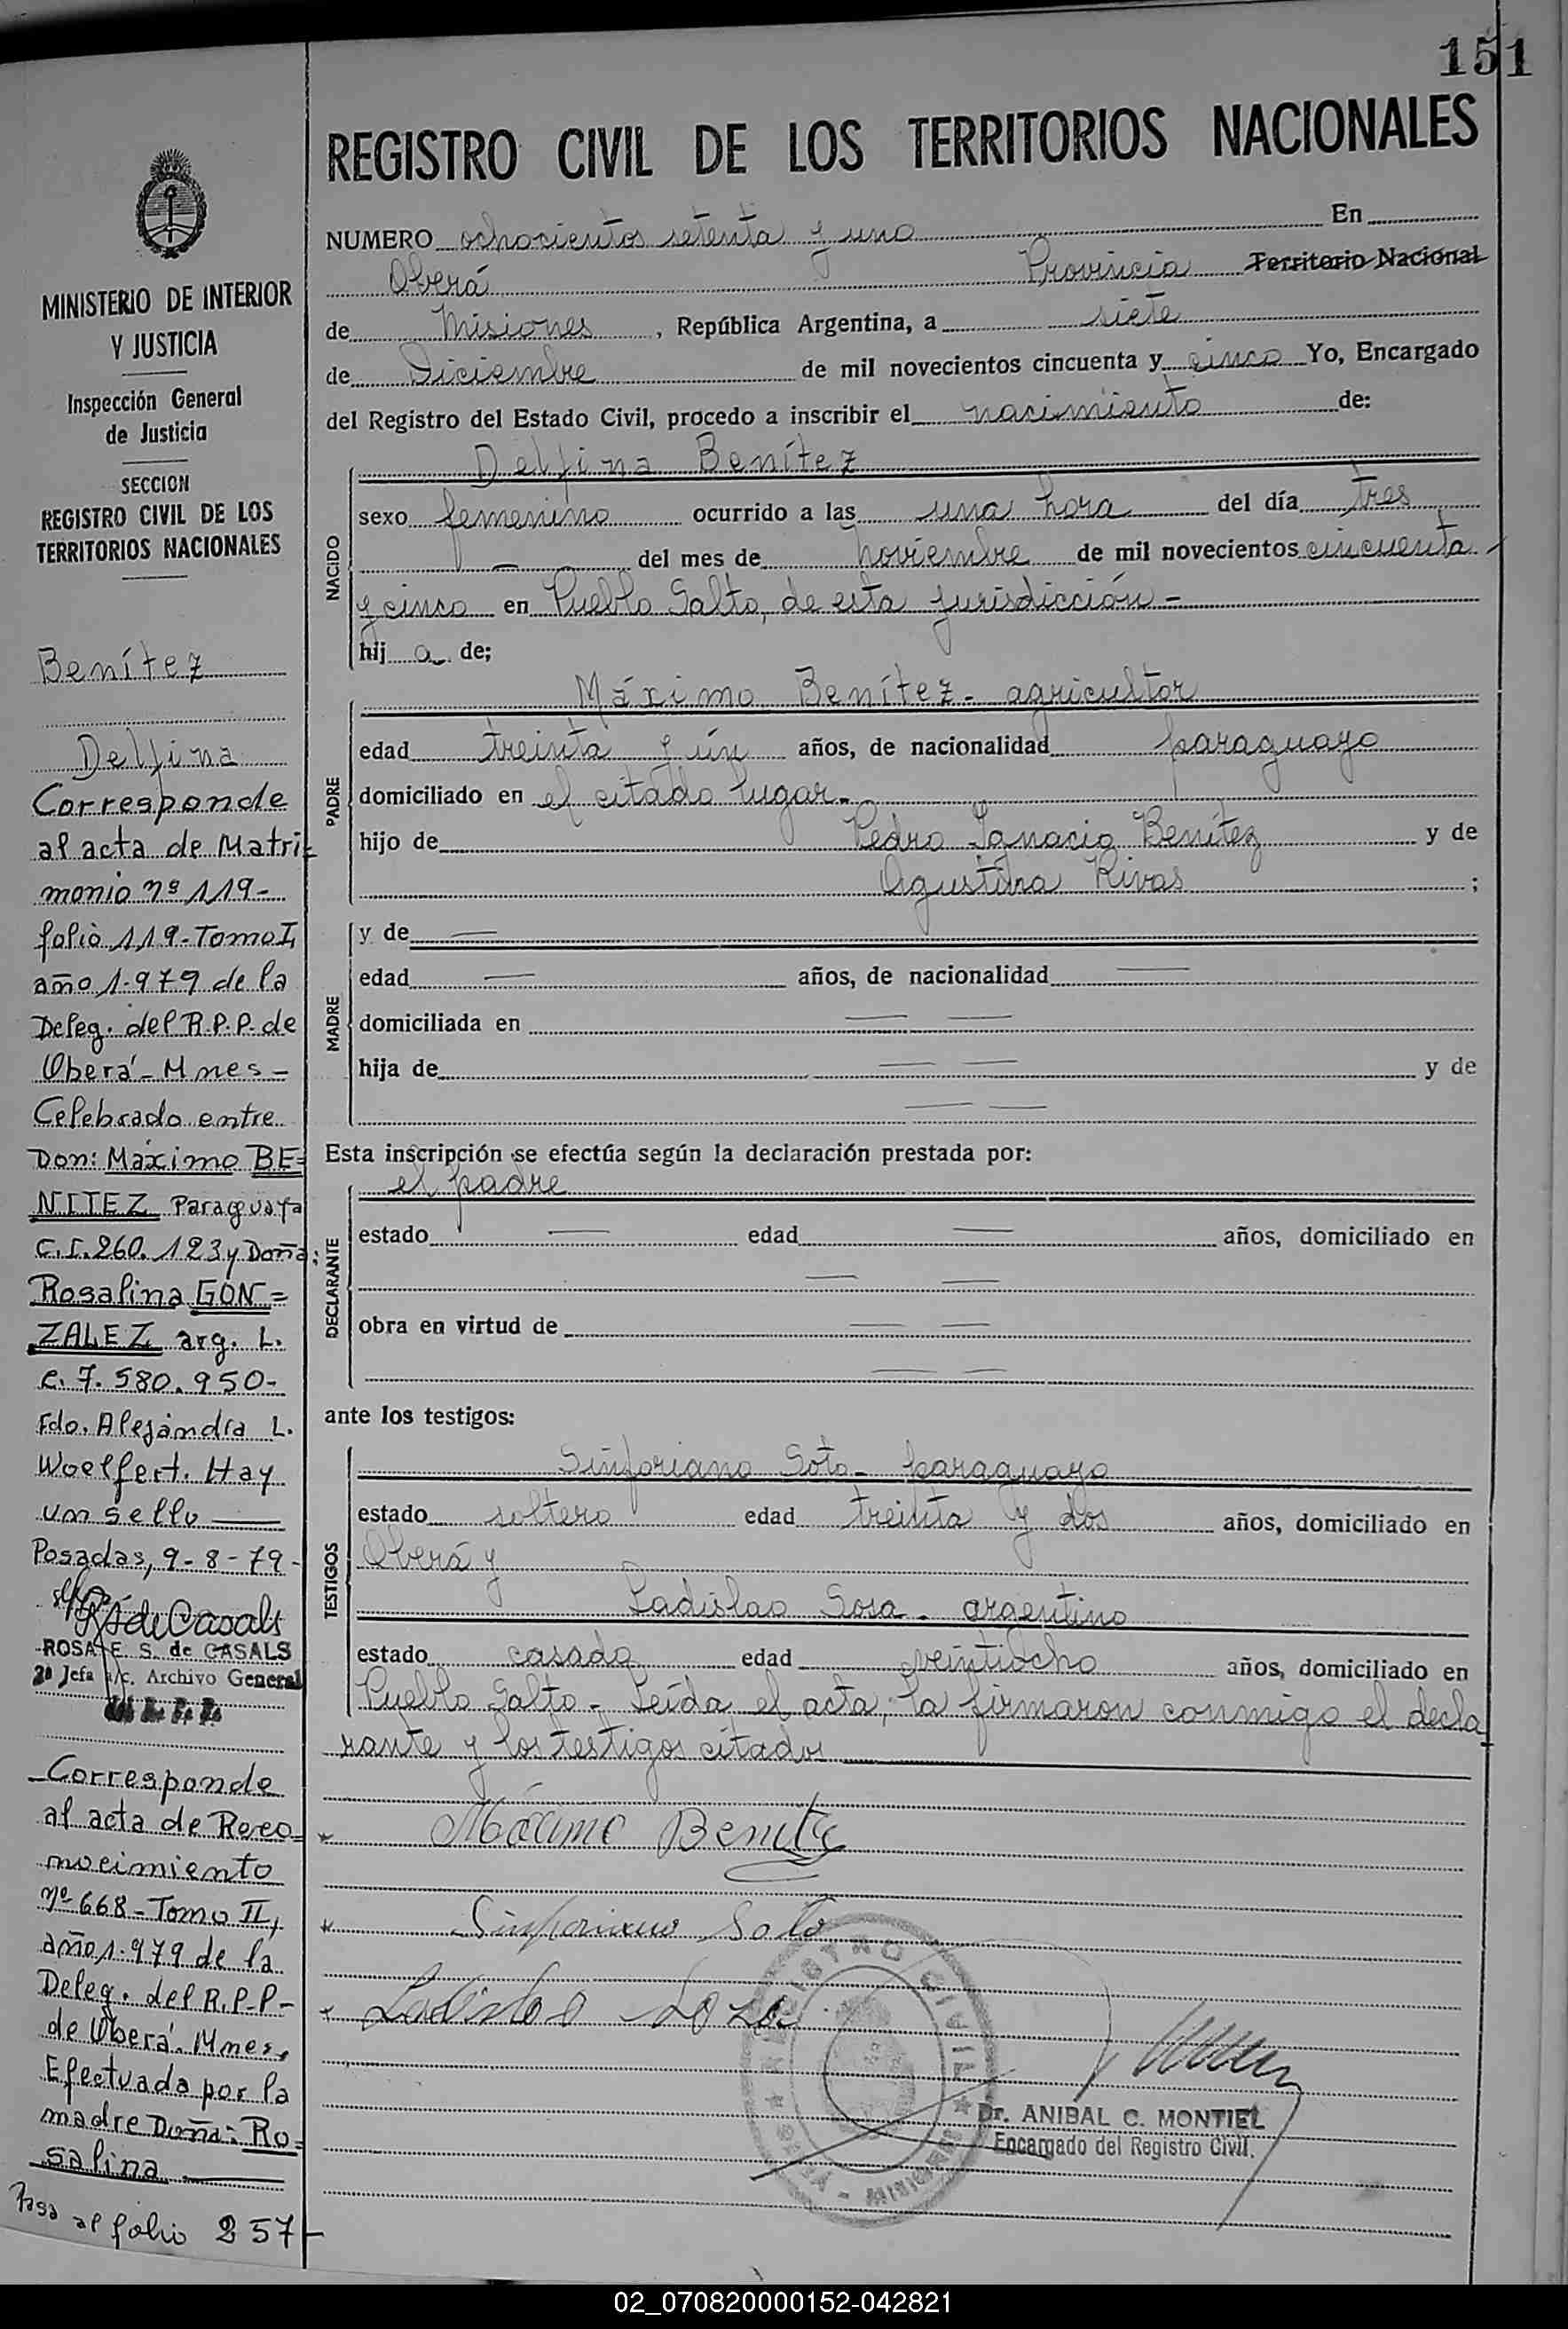 151
REGISTRO CIVIL DE LOS TERRITORIOS NACIONALES
NUMERO ochocientos setenta y uno En
Oberá Provincia Territorio Nacional
de Misiones, República Argentina, a siete
de Diciembre de mil novecientos cincuenta y cinco Yo, Encargado
del Registro del Estado Civil, procedo a inscribir el nacimiento de:
NACIDO
Delfina Benítez
sexo femenino ocurrido a las una hora del día tres
- - del mes de noviembre de mil novecientos cincuenta
y cinco en Pueblo Salto, de esta jurisdicción -
hij a de;
PADRE
Máximo Benítez - agricultor
edad treinta y ún años, de nacionalidad paraguayo
domiciliado en el citado lugar -
hijo de Pedro Ignacio Benítez y de
Agustina Rivas ;
MADRE
y de —
edad — años, de nacionalidad —
domiciliada en — —
hija de — — y de
— —
Esta inscripción se efectúa según la declaración prestada por:
DECLARANTE
el padre
estado — edad — años, domiciliado en
— —
obra en virtud de — —
— —
ante los testigos:
TESTIGOS
Sinforiano Soto - paraguayo
estado soltero edad treinta y dos años, domiciliado en
Oberá y
Ladislao Sosa - argentino
estado casado edad veintiocho años, domiciliado en
Pueblo Salto - Leída el acta, la firmaron conmigo el decla
rante y los testigos citados
Máximo Benitez
Sinforiano Soto
Ladislao Soza
REGISTRO CIVIL
MISIONES
Dr. ANIBAL C. MONTIEL
Encargado del Registro Civil.
MINISTERIO DE INTERIOR
Y JUSTICIA
Inspección General
de Justicia
SECCION
REGISTRO CIVIL DE LOS
TERRITORIOS NACIONALES
Benítez
Delfina
Corresponde
al acta de Matri-
monio nº 119-
folio 119-Tomo I,
año 1.979 de la
Deleg. del R.P.P. de
Oberá - Mnes -
Celebrado entre
Don: Máximo BE=
NITEZ Paraguayo
C.I. 260.123 y Doña:
Rosalina GON=
ZALEZ arg. L.
C. 7.580.950-
Fdo. Alejandra L.
Woelfert. Hay
un sello —
Posadas, 9-8-79-
ROSA E. S. de CASALS
2ª Jefa a/c. Archivo General
Corresponde
al acta de Reco=
nocimiento
nº 668-Tomo II,
año 1.979 de la
Deleg. del R.P.P-
de Oberá. Mnes,
Efectuada por la
madre Doña: Ro=
salina. —
Pasa al folio 257
02_070820000152-042821